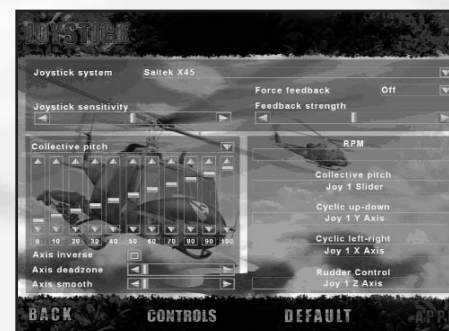 JOYSTICK
Joystick system Saitek X45
Force feedback Off
Joystick sensitivity Feedback strength
Collective pitch
0 10 20 30 40 50 60 70 80 90 100
Axis inverse
Axis deadzone
Axis smooth
RPM
Collective pitch
Joy 1 Slider
Cyclic up-down
Joy 1 Y Axis
Cyclic left-right
Joy 1 X Axis
Rudder Control
Joy 1 Z Axis
BACK CONTROLS DEFAULT APP